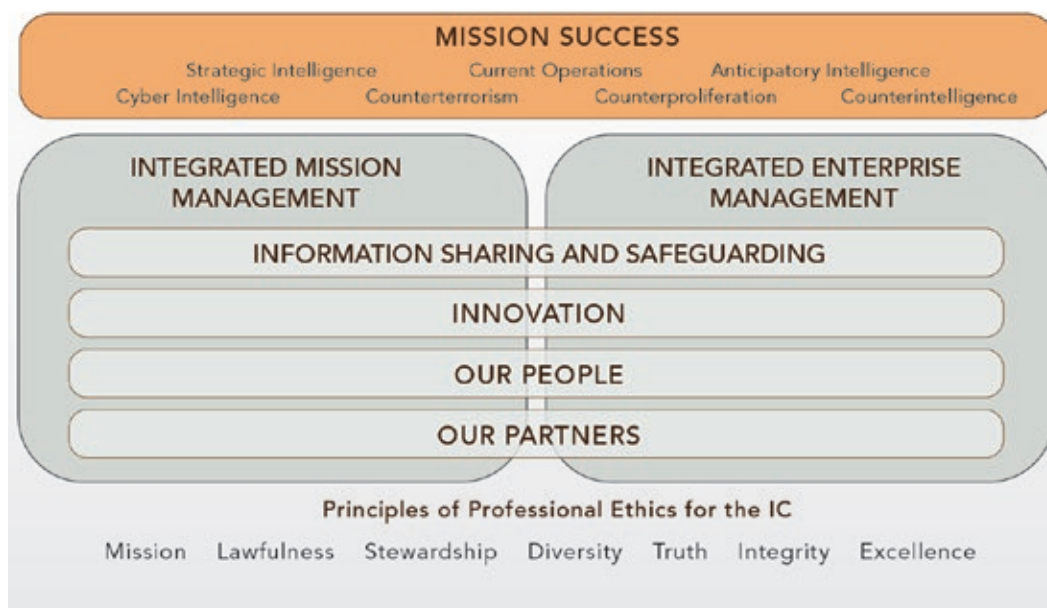 MISSION SUCCESS
Strategic Intelligence Current Operations Anticipatory Intelligence
Cyber Intelligence Counterterrorism Counterproliferation Counterintelligence
INTEGRATED MISSION
MANAGEMENT
INTEGRATED ENTERPRISE
MANAGEMENT
INFORMATION SHARING AND SAFEGUARDING
INNOVATION
OUR PEOPLE
OUR PARTNERS
Principles of Professional Ethics for the IC
Mission Lawfulness Stewardship Diversity Truth Integrity Excellence